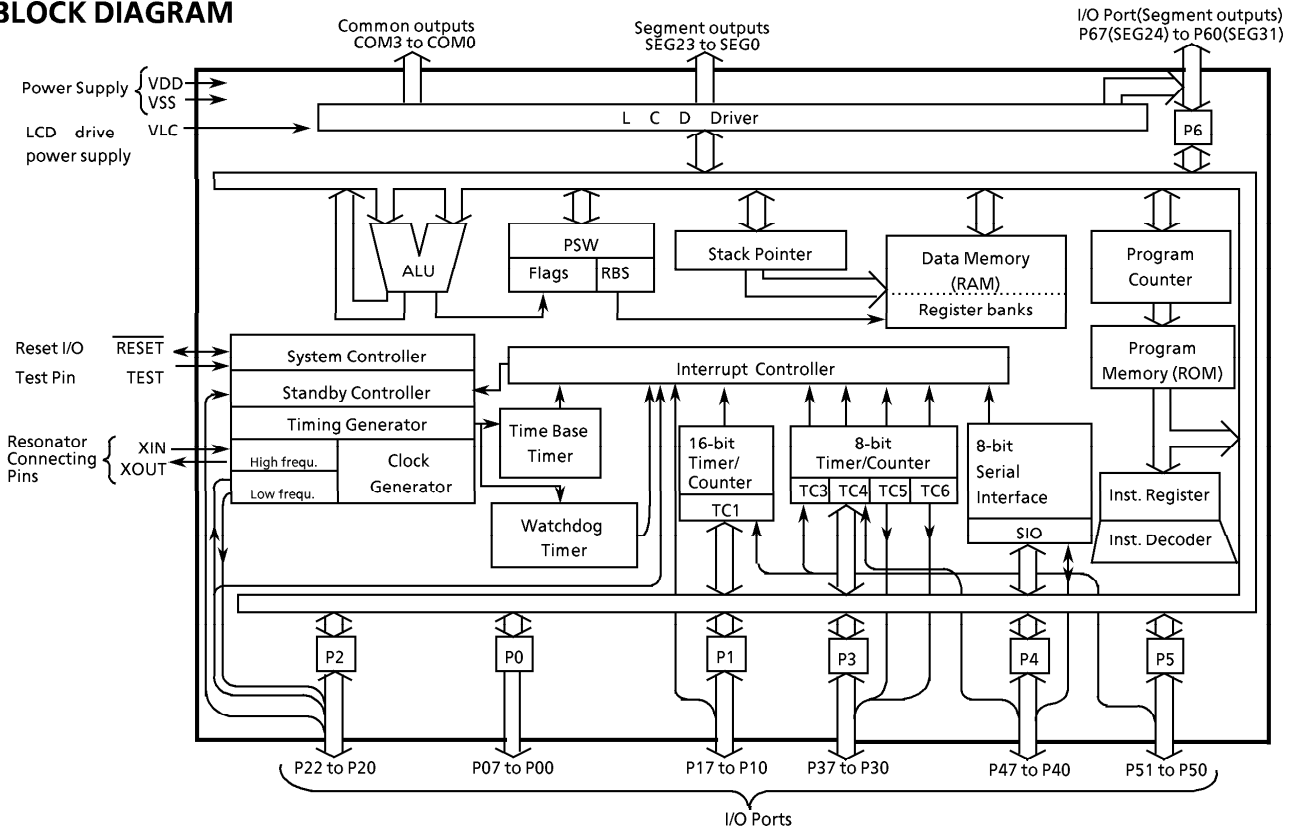 BLOCK DIAGRAM
Common outputs
COM3 to COM0
Segment outputs
SEG23 to SEG0
I/O Port(Segment outputs)
P67(SEG24) to P60(SEG31)
Power Supply
VDD
VSS
LCD drive
power supply
VLC
L C D Driver
P6
ALU
PSW
Flags
RBS
Stack Pointer
Data Memory
(RAM)
Register banks
Program
Counter
Program
Memory (ROM)
Reset I/O
RESET
Test Pin
TEST
Resonator
Connecting
Pins
XIN
XOUT
System Controller
Standby Controller
Timing Generator
High frequ.
Low frequ.
Clock
Generator
Interrupt Controller
Time Base
Timer
Watchdog
Timer
16-bit
Timer/
Counter
TC1
8-bit
Timer/Counter
TC3
TC4
TC5
TC6
8-bit
Serial
Interface
SIO
Inst. Register
Inst. Decoder
P2
P0
P1
P3
P4
P5
P22 to P20
P07 to P00
P17 to P10
P37 to P30
P47 to P40
P51 to P50
I/O Ports